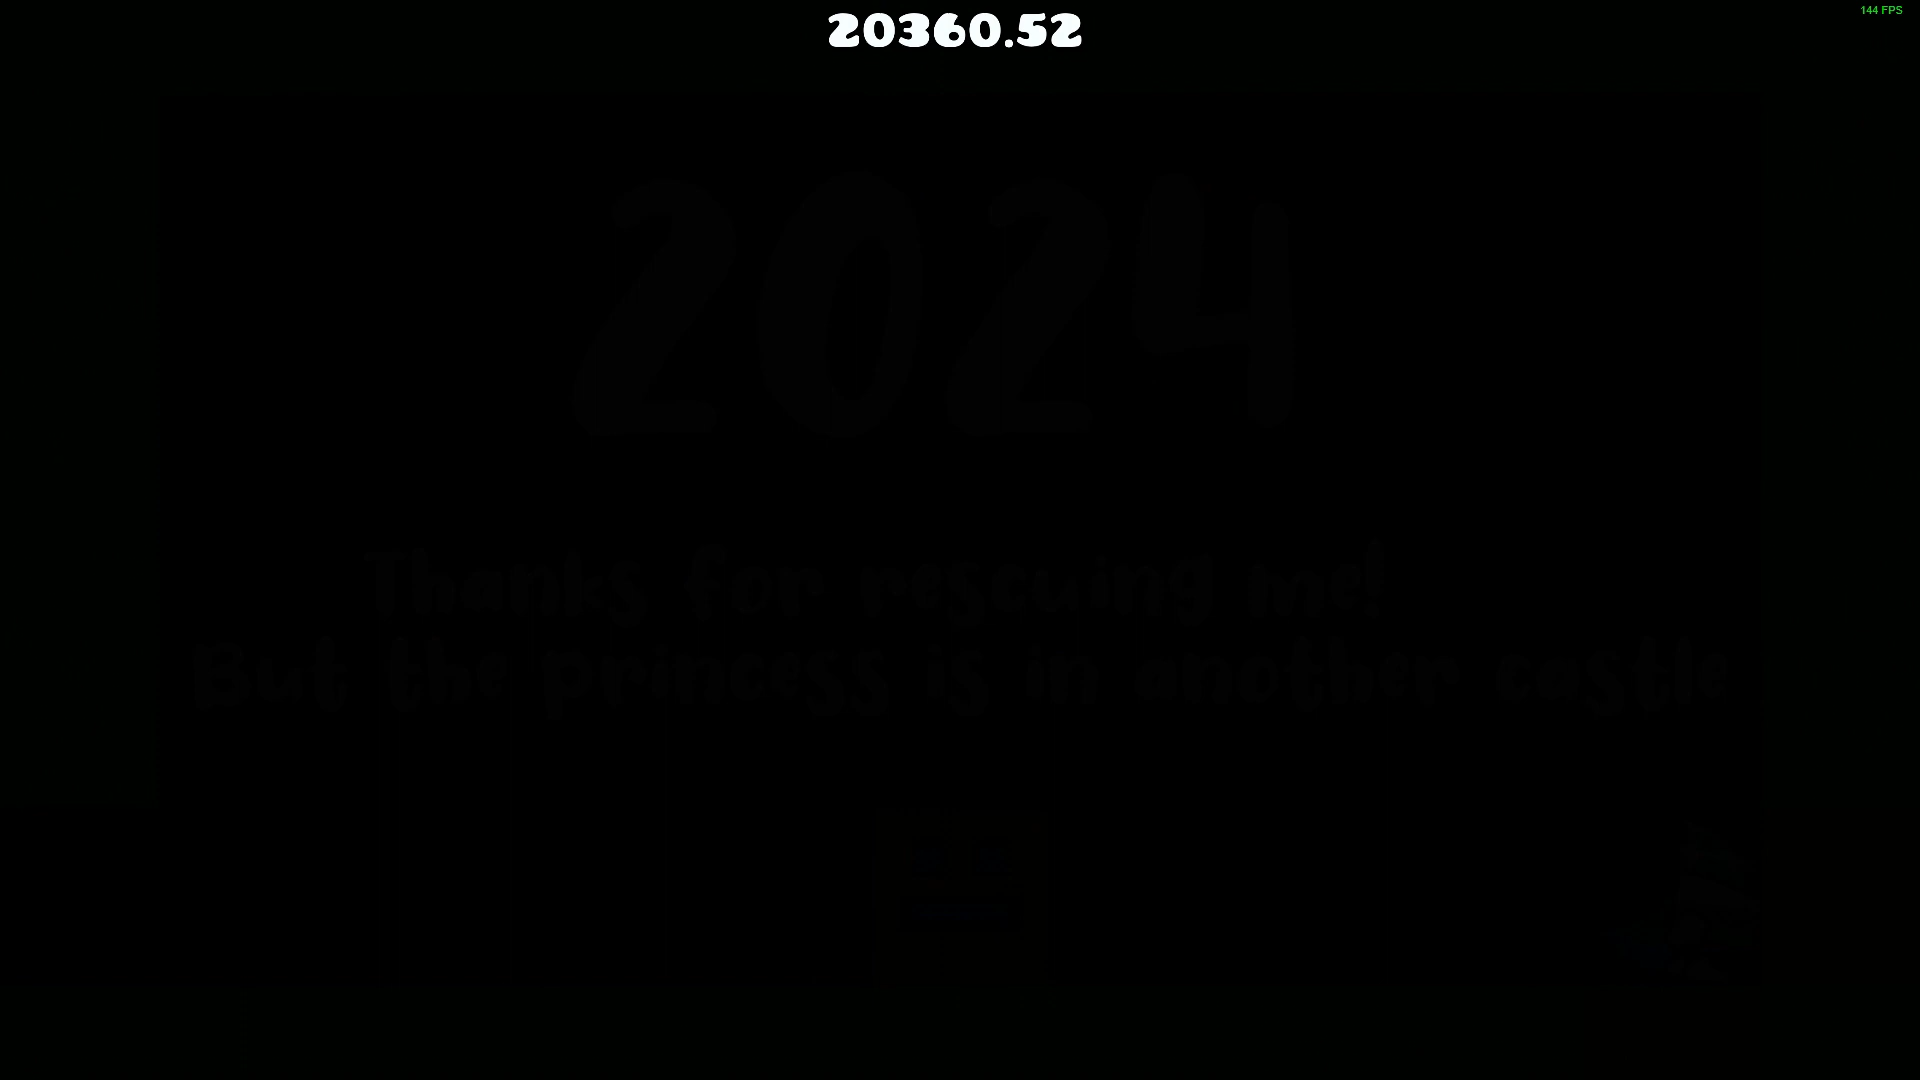 20360.52
144 FPS
2024
Thanks for rescuing me!
But the princess is in another castle